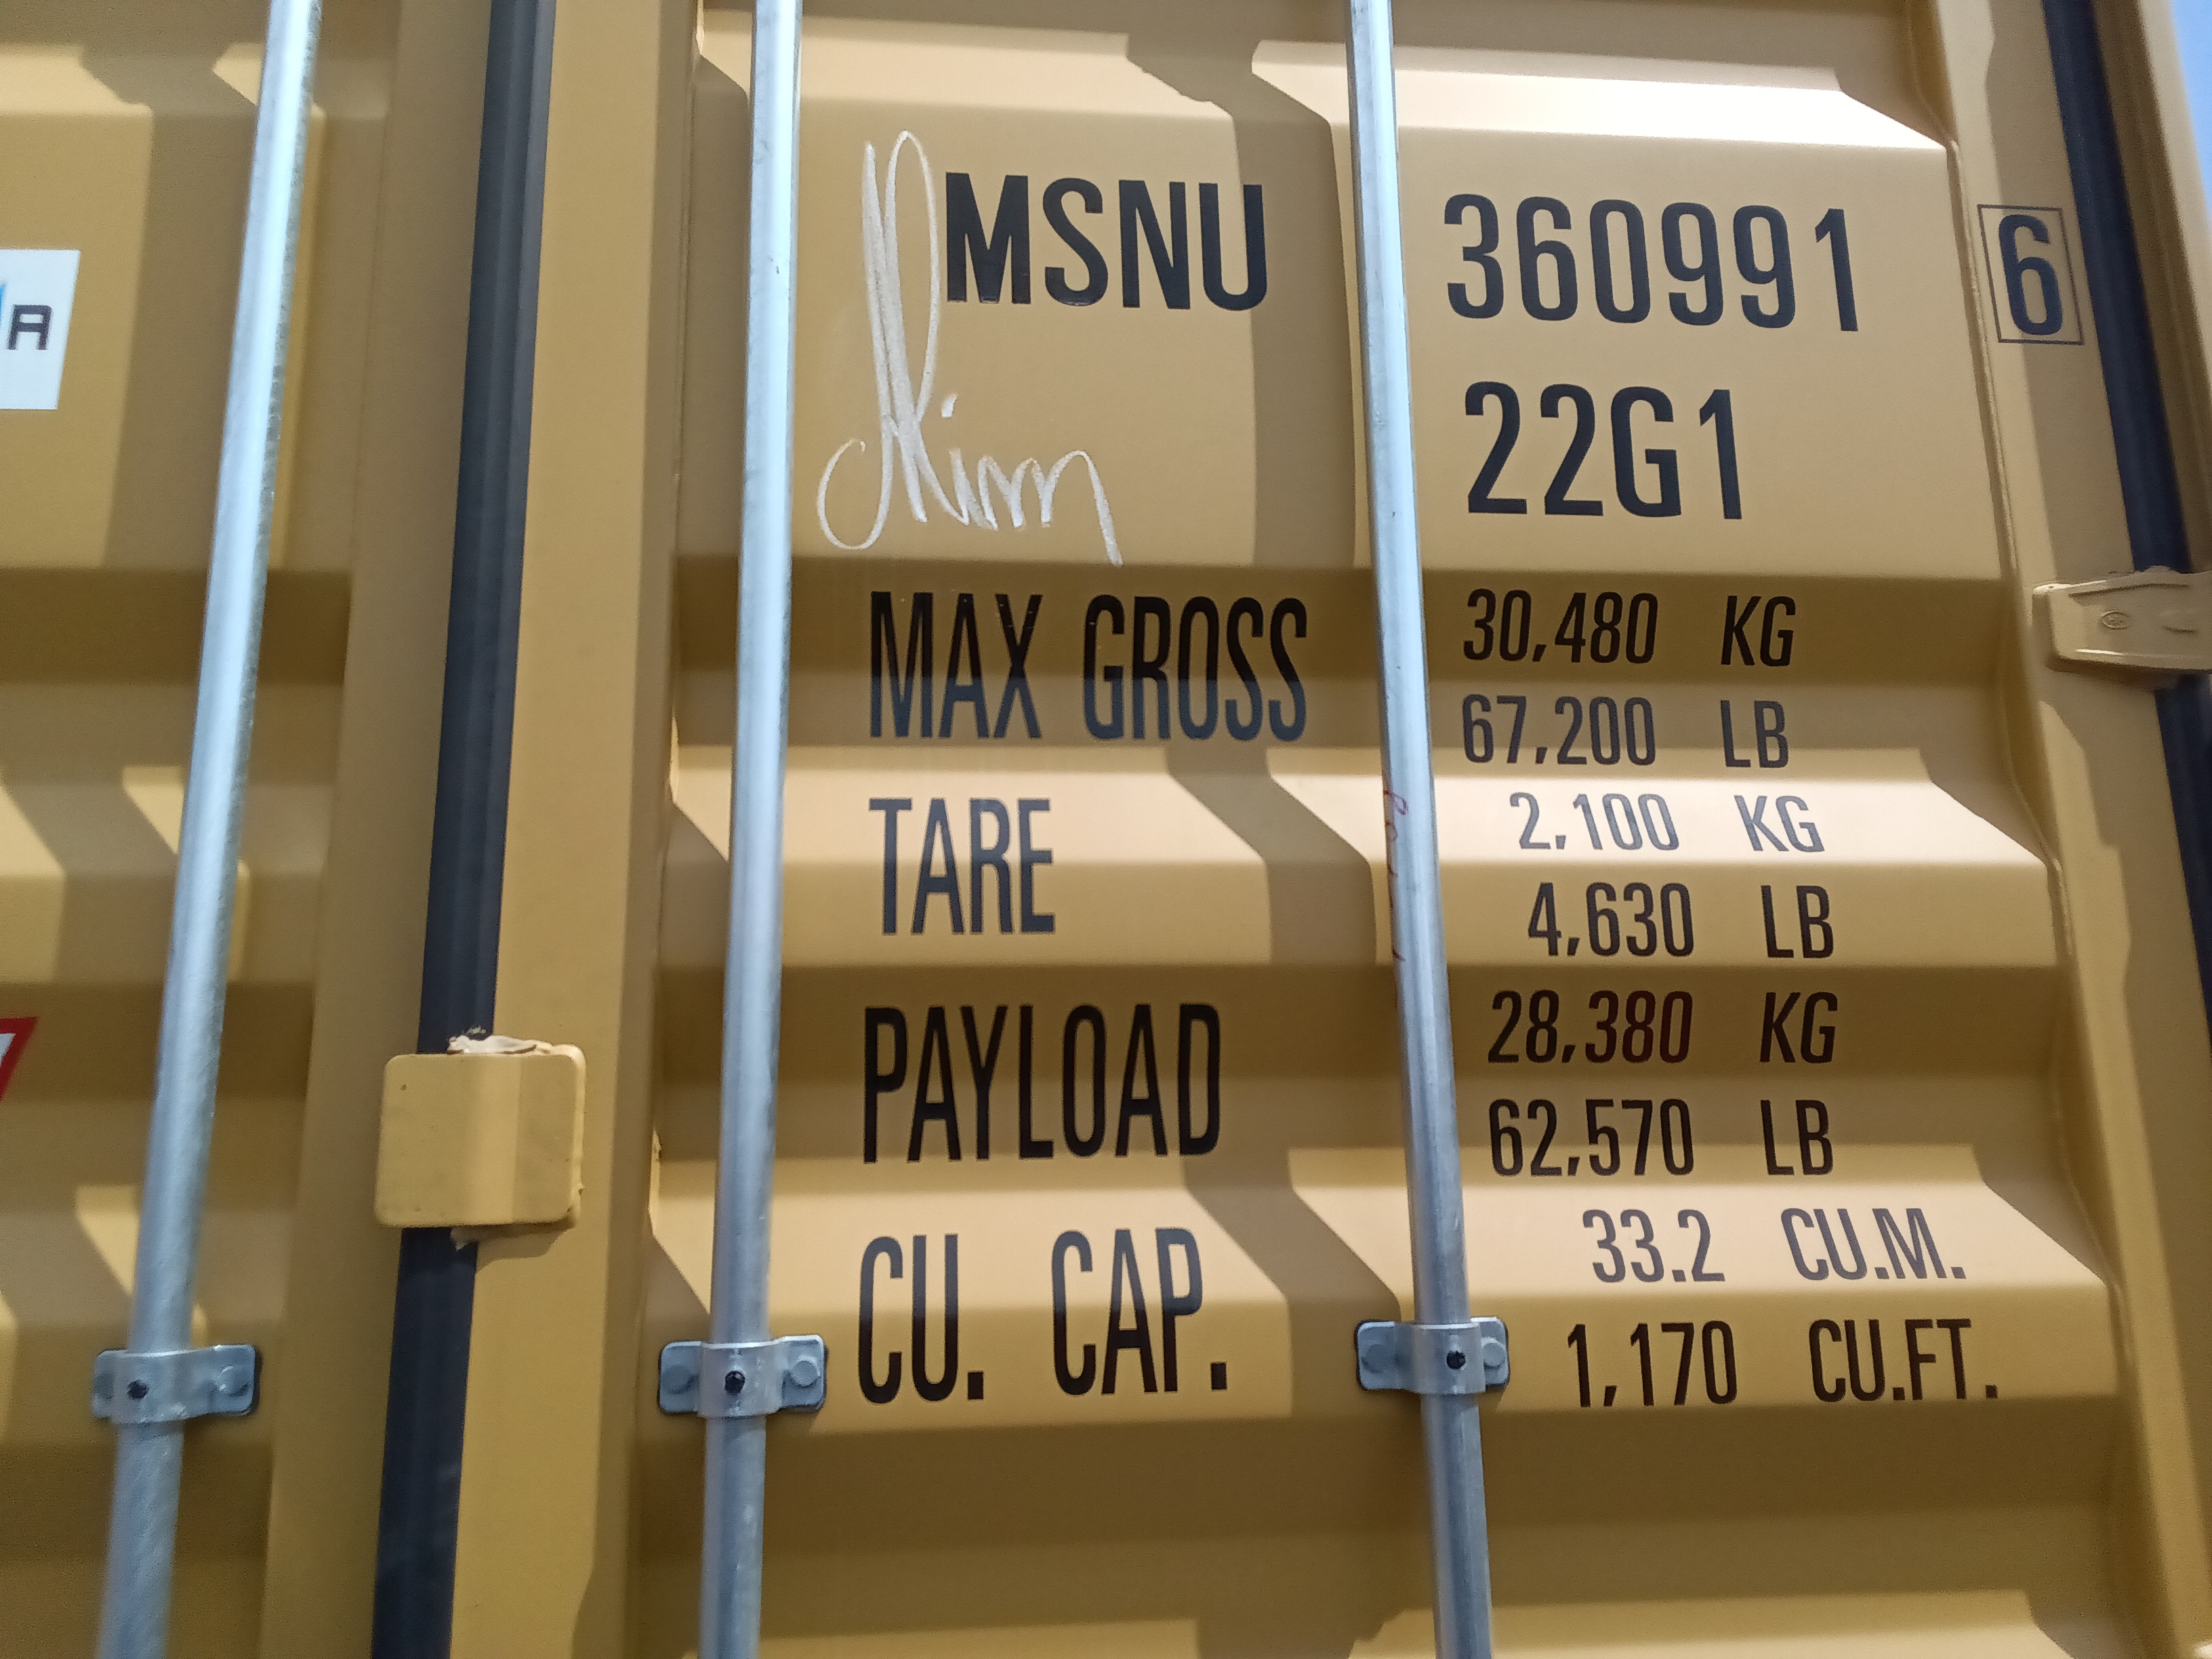 A
MSNU 360991 6
22G1
MAX GROSS 30,480 KG
67,200 LB
TARE 2,100 KG
4,630 LB
PAYLOAD 28,380 KG
62,570 LB
CU. CAP. 33.2 CU.M.
1,170 CU.FT.